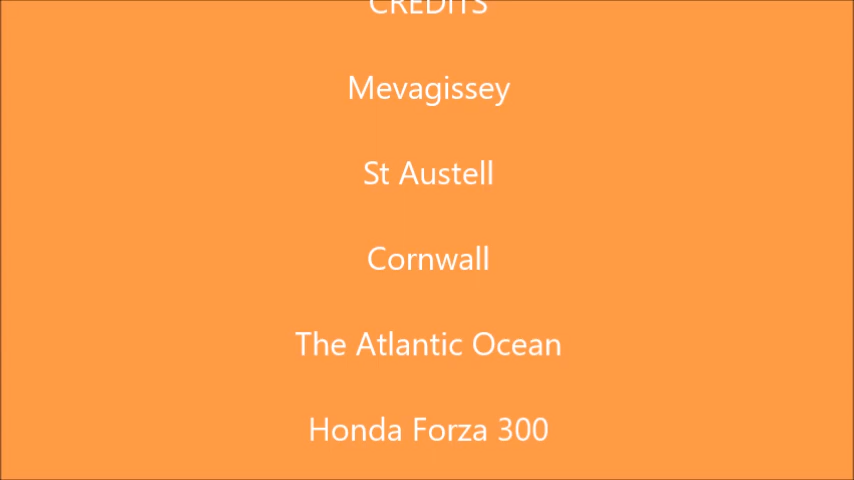 CREDITS
Mevagissey
St Austell
Cornwall
The Atlantic Ocean
Honda Forza 300